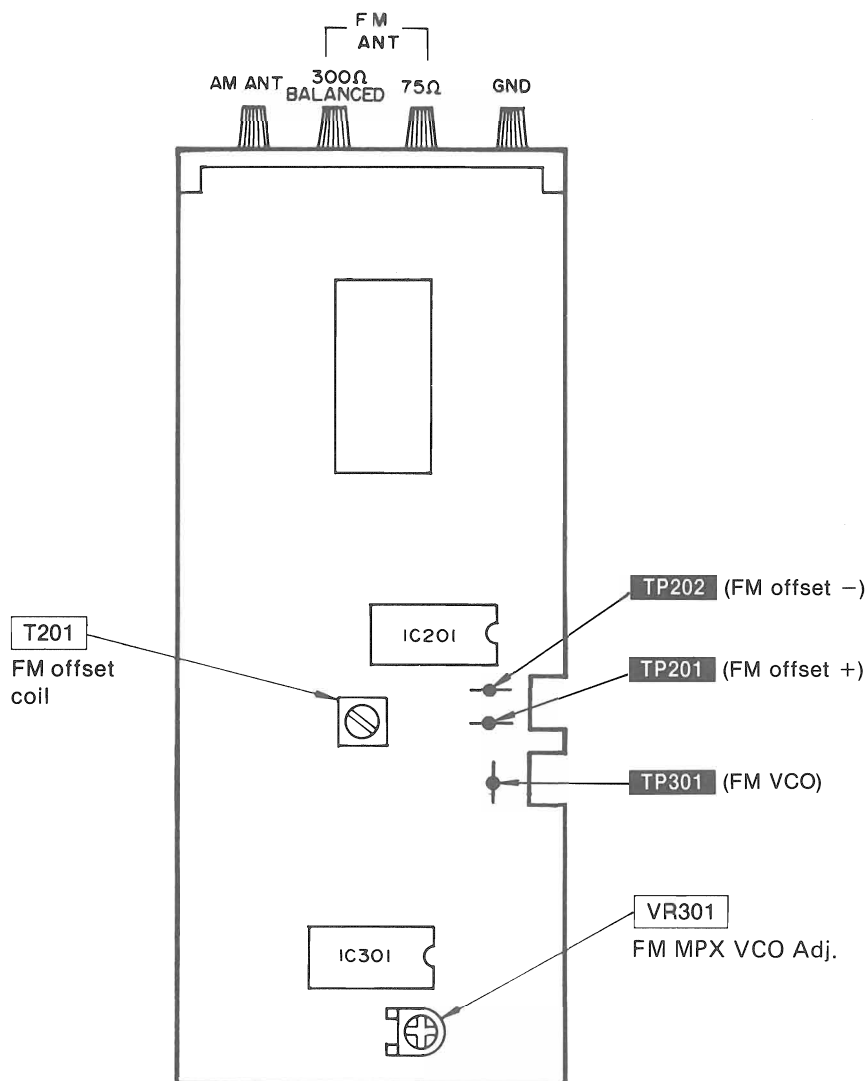 FM
ANT
AM ANT
300Ω
BALANCED
75Ω
GND
TP202 (FM offset −)
IC201
T201
FM offset
coil
TP201 (FM offset +)
TP301 (FM VCO)
VR301
FM MPX VCO Adj.
IC301